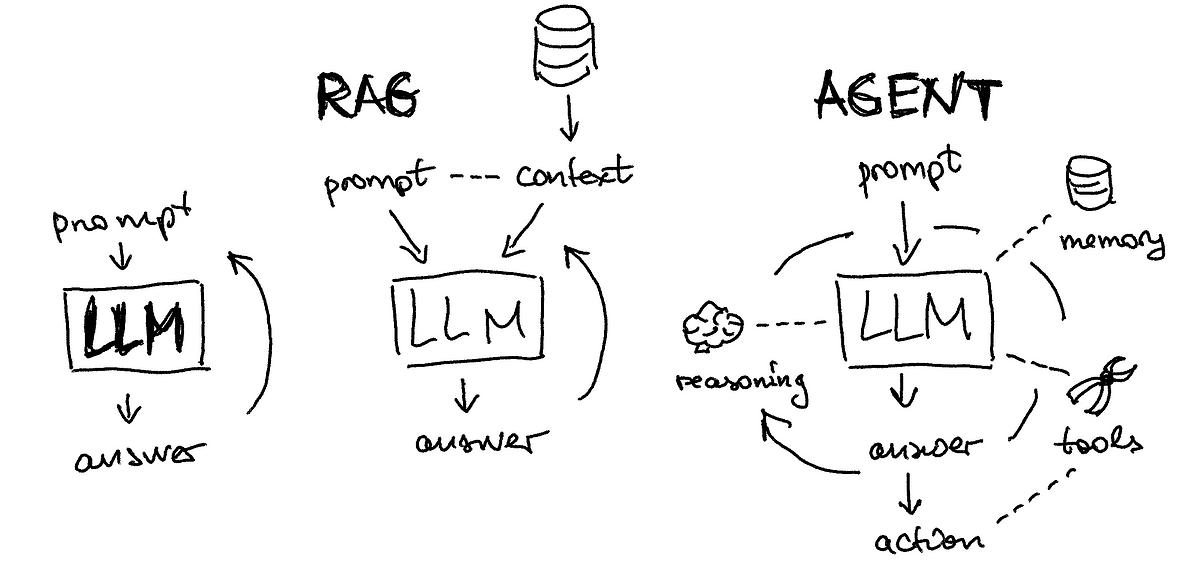 prompt
LLM
answer
RAG
prompt --- context
LLM
answer
AGENT
prompt
memory
LLM
reasoning
tools
answer
action